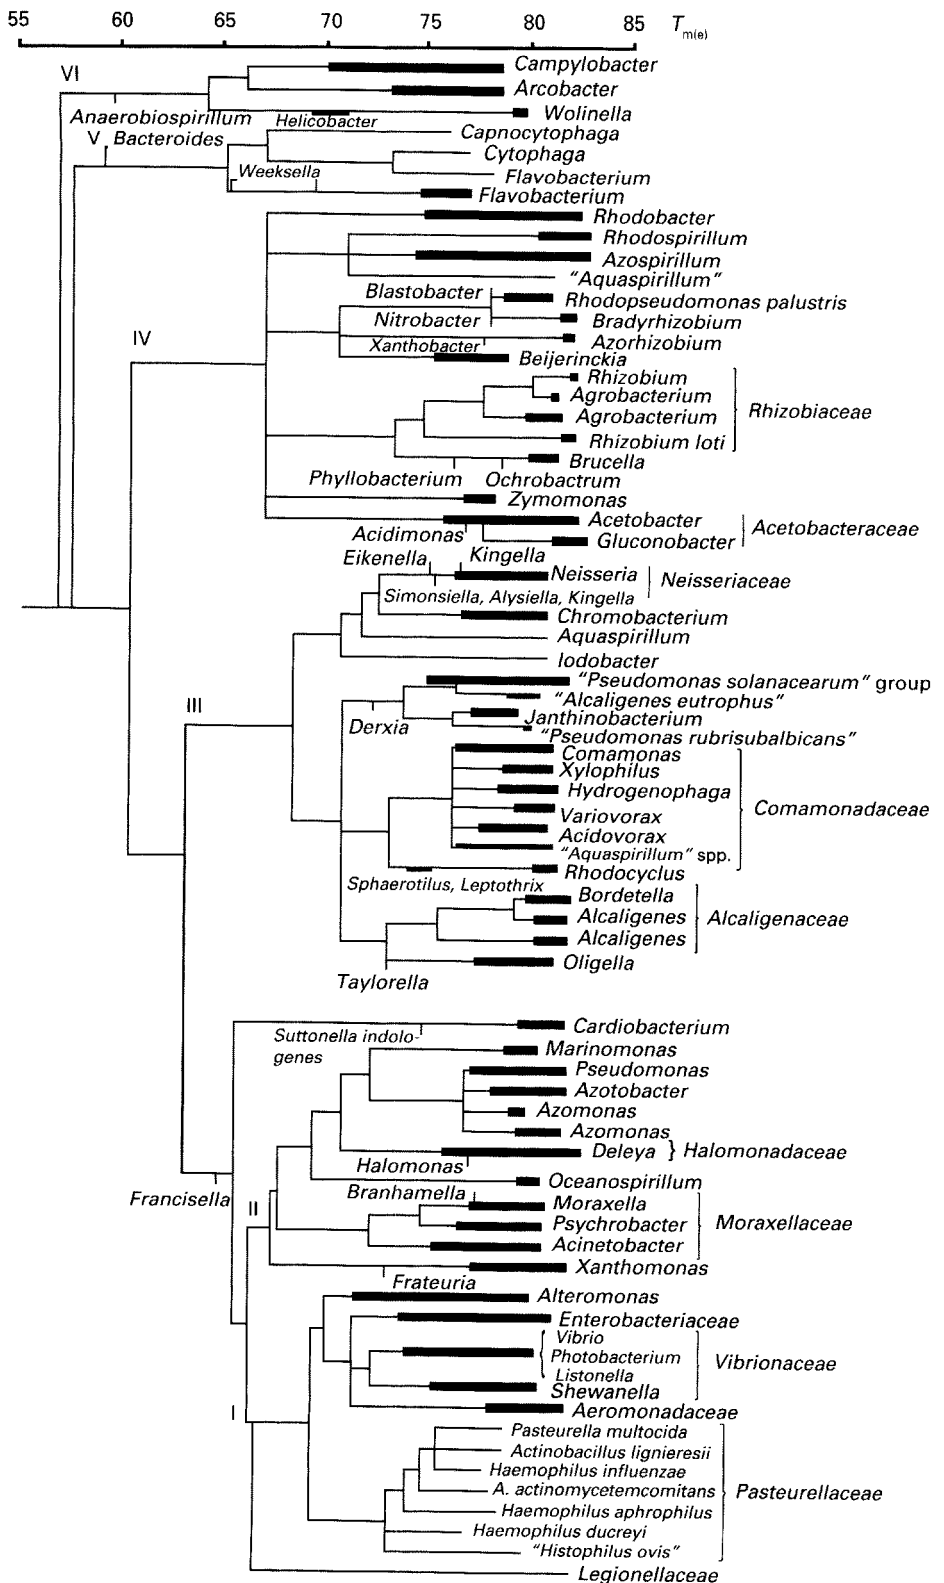 55 60 65 70 75 80 85 Tm(e)
VI
Campylobacter
Arcobacter
Wolinella
Anaerobiospirillum
Helicobacter
Capnocytophaga
V Bacteroides
Cytophaga
Weeksella
Flavobacterium
Flavobacterium
Rhodobacter
Rhodospirillum
Azospirillum
"Aquaspirillum"
Blastobacter
Rhodopseudomonas palustris
Nitrobacter
Bradyrhizobium
IV
Azorhizobium
Xanthobacter
Beijerinckia
Rhizobium
Agrobacterium
Rhizobiaceae
Agrobacterium
Rhizobium loti
Brucella
Phyllobacterium Ochrobactrum
Zymomonas
Acetobacter
Acetobacteraceae
Acidimonas
Gluconobacter
Eikenella Kingella
Neisseria
Neisseriaceae
Simonsiella, Alysiella, Kingella
Chromobacterium
Aquaspirillum
Iodobacter
"Pseudomonas solanacearum" group
"Alcaligenes eutrophus"
III
Janthinobacterium
Derxia
"Pseudomonas rubrisubalbicans"
Comamonas
Xylophilus
Hydrogenophaga
Comamonadaceae
Variovorax
Acidovorax
"Aquaspirillum" spp.
Rhodocyclus
Sphaerotilus, Leptothrix
Bordetella
Alcaligenes
Alcaligenaceae
Alcaligenes
Oligella
Taylorella
Cardiobacterium
Suttonella indolo-
genes
Marinomonas
Pseudomonas
Azotobacter
Azomonas
Azomonas
Deleya } Halomonadaceae
Halomonas
Oceanospirillum
Francisella
Branhamella
II
Moraxella
Psychrobacter
Moraxellaceae
Acinetobacter
Xanthomonas
Frateuria
Alteromonas
Enterobacteriaceae
Vibrio
Photobacterium
Vibrionaceae
Listonella
Shewanella
I
Aeromonadaceae
Pasteurella multocida
Actinobacillus lignieresii
Haemophilus influenzae
A. actinomycetemcomitans
Pasteurellaceae
Haemophilus aphrophilus
Haemophilus ducreyi
"Histophilus ovis"
Legionellaceae